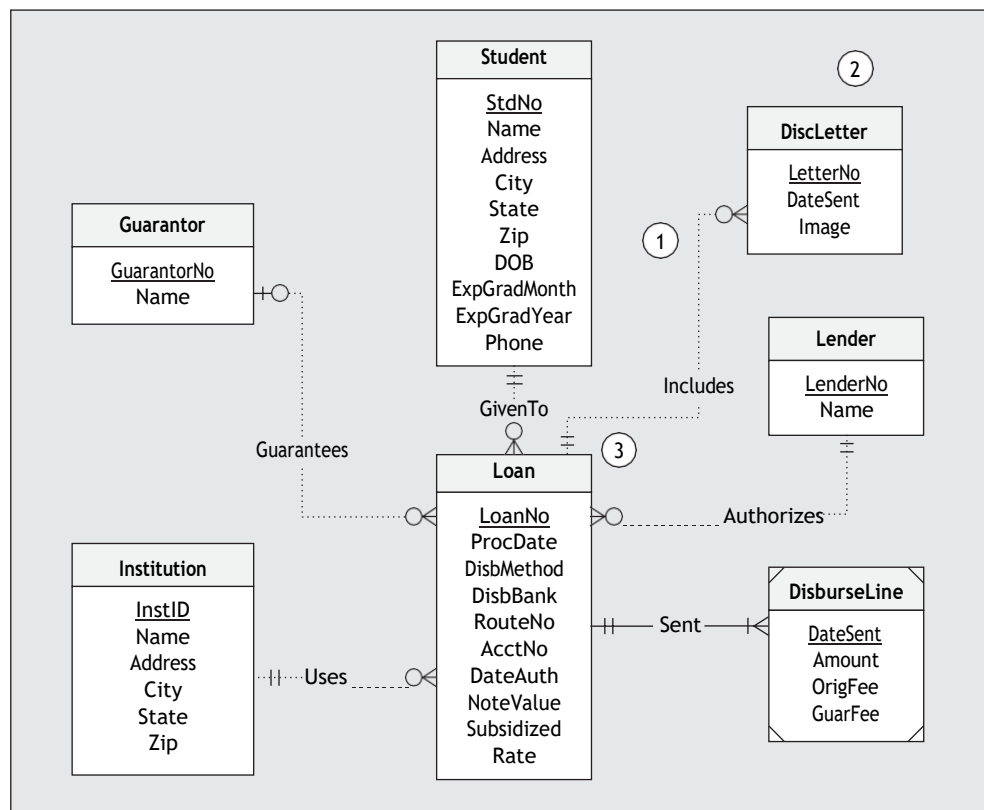 Student
StdNo
Name
Address
City
State
Zip
DOB
ExpGradMonth
ExpGradYear
Phone
2
DiscLetter
LetterNo
DateSent
Image
1
Guarantor
GuarantorNo
Name
Lender
LenderNo
Name
Includes
GivenTo
Guarantees
3
Loan
LoanNo
ProcDate
DisbMethod
DisbBank
RouteNo
AcctNo
DateAuth
NoteValue
Subsidized
Rate
Authorizes
Institution
InstID
Name
Address
City
State
Zip
Uses
Sent
DisburseLine
DateSent
Amount
OrigFee
GuarFee